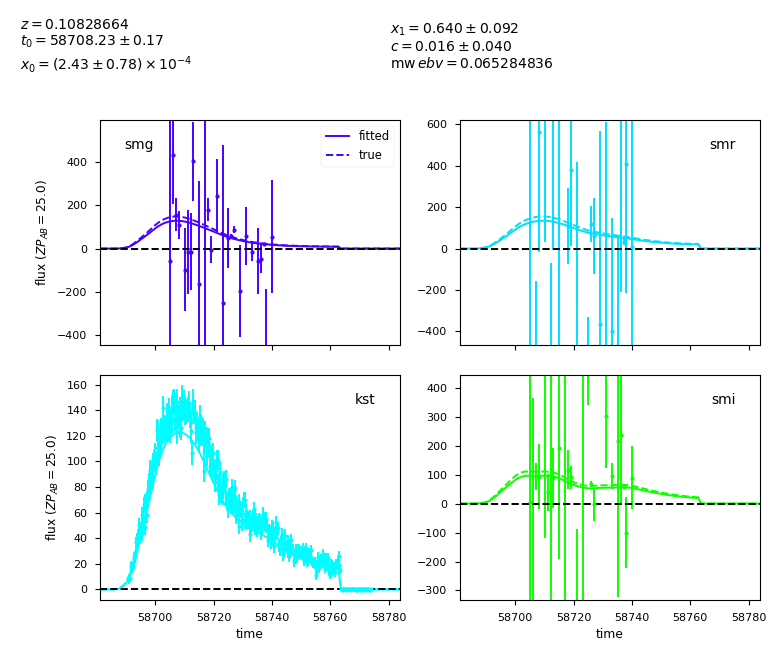 z = 0.10828664
t₀ = 58708.23 ± 0.17
x₀ = (2.43 ± 0.78) × 10⁻⁴
x₁ = 0.640 ± 0.092
c = 0.016 ± 0.040
mw ebv = 0.065284836
smg
fitted
true
400
200
0
−200
−400
flux (ZP_AB = 25.0)
smr
600
400
200
0
−200
−400
kst
160
140
120
100
80
60
40
20
0
flux (ZP_AB = 25.0)
58700
58720
58740
58760
58780
time
smi
400
300
200
100
0
−100
−200
−300
58700
58720
58740
58760
58780
time